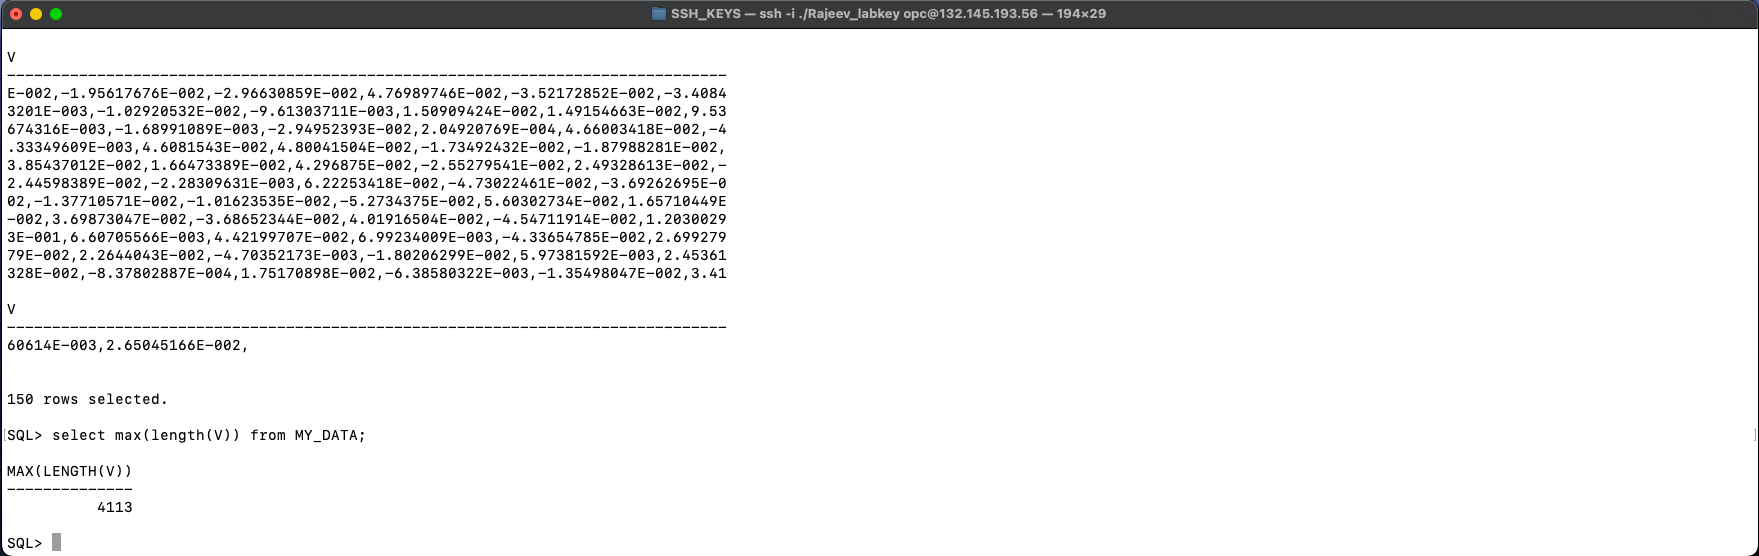 SSH_KEYS — ssh -i ./Rajeev_labkey opc@132.145.193.56 — 194×29
V
--------------------------------------------------------------------------------
E-002,-1.95617676E-002,-2.96630859E-002,4.76989746E-002,-3.52172852E-002,-3.4084
3201E-003,-1.02920532E-002,-9.61303711E-003,1.50909424E-002,1.49154663E-002,9.53
674316E-003,-1.68991089E-003,-2.94952393E-002,2.04920769E-004,4.66003418E-002,-4
.33349609E-003,4.6081543E-002,4.80041504E-002,-1.73492432E-002,-1.87988281E-002,
3.85437012E-002,1.66473389E-002,4.296875E-002,-2.55279541E-002,2.49328613E-002,-
2.44598389E-002,-2.28309631E-003,6.22253418E-002,-4.73022461E-002,-3.69262695E-0
02,-1.37710571E-002,-1.01623535E-002,-5.2734375E-002,5.60302734E-002,1.65710449E
-002,3.69873047E-002,-3.68652344E-002,4.01916504E-002,-4.54711914E-002,1.2030029
3E-001,6.60705566E-003,4.42199707E-002,6.99234009E-003,-4.33654785E-002,2.699279
79E-002,2.2644043E-002,-4.70352173E-003,-1.80206299E-002,5.97381592E-003,2.45361
328E-002,-8.37802887E-004,1.75170898E-002,-6.38580322E-003,-1.35498047E-002,3.41
V
--------------------------------------------------------------------------------
60614E-003,2.65045166E-002,
150 rows selected.
[SQL> select max(length(V)) from MY_DATA; ]
MAX(LENGTH(V))
--------------
4113
SQL>